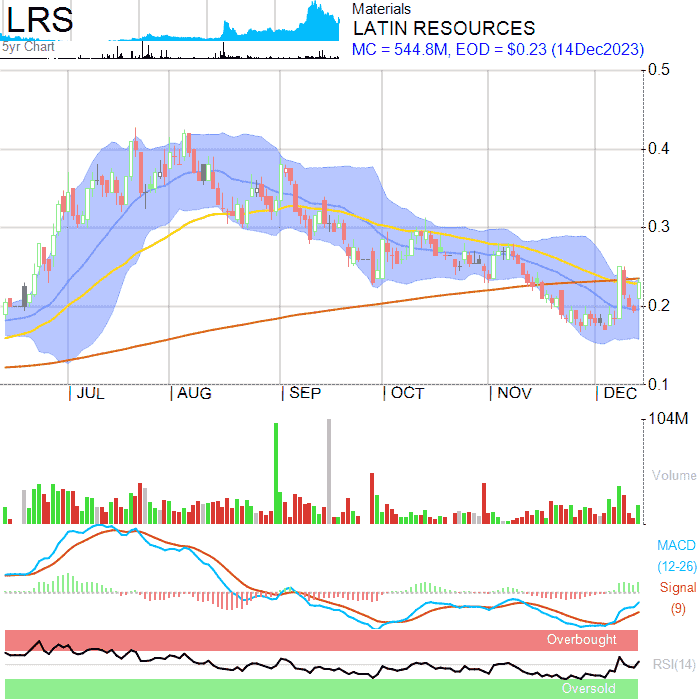 LRS
5yr Chart
Materials
LATIN RESOURCES
MC = 544.8M, EOD = $0.23 (14Dec2023)
0.5
0.4
0.3
0.2
0.1
JUL AUG SEP OCT NOV DEC
104M
Volume
MACD
(12-26)
Signal
(9)
Overbought
RSI(14)
Oversold